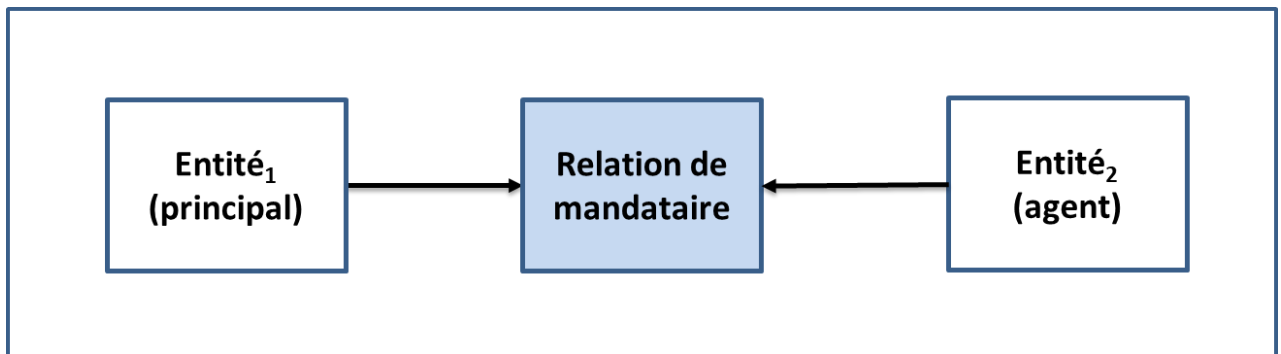 Entité₁
(principal)
Relation de
mandataire
Entité₂
(agent)